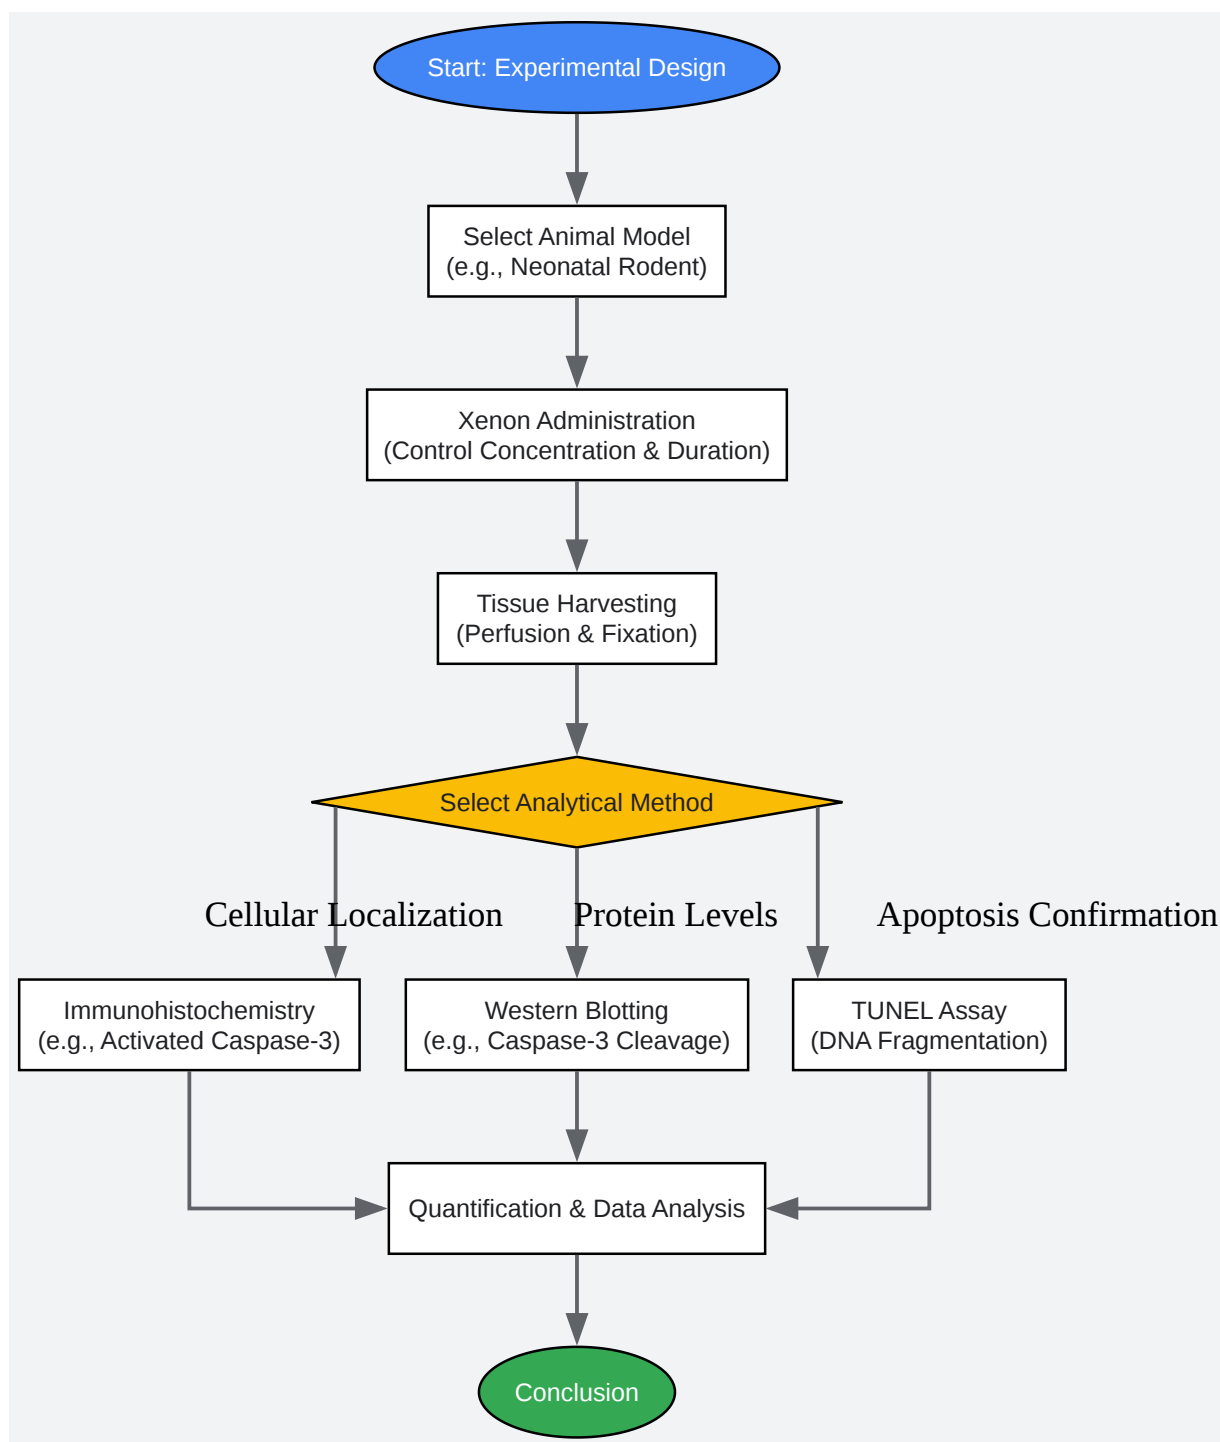 Start: Experimental Design
Select Animal Model
(e.g., Neonatal Rodent)
Xenon Administration
(Control Concentration & Duration)
Tissue Harvesting
(Perfusion & Fixation)
Select Analytical Method
Cellular Localization
Protein Levels
Apoptosis Confirmation
Immunohistochemistry
(e.g., Activated Caspase-3)
Western Blotting
(e.g., Caspase-3 Cleavage)
TUNEL Assay
(DNA Fragmentation)
Quantification & Data Analysis
Conclusion